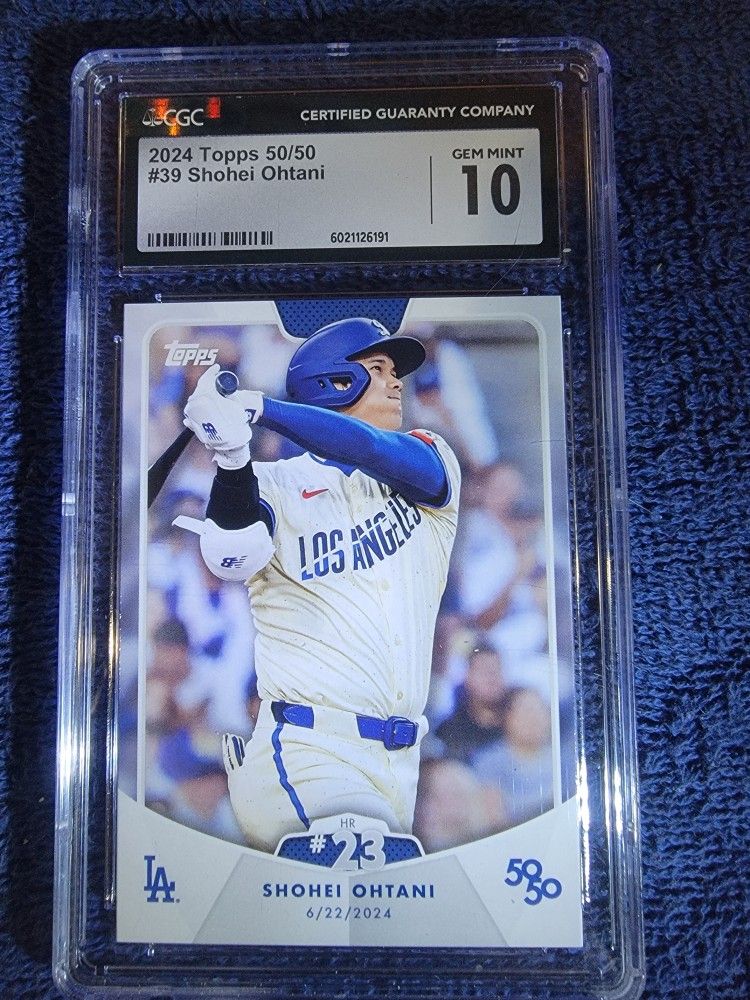 CGC
CERTIFIED GUARANTY COMPANY
2024 Topps 50/50
#39 Shohei Ohtani
GEM MINT
10
6021126191
Topps
LOS ANGELES
HR
#23
LA
SHOHEI OHTANI
6/22/2024
50
50